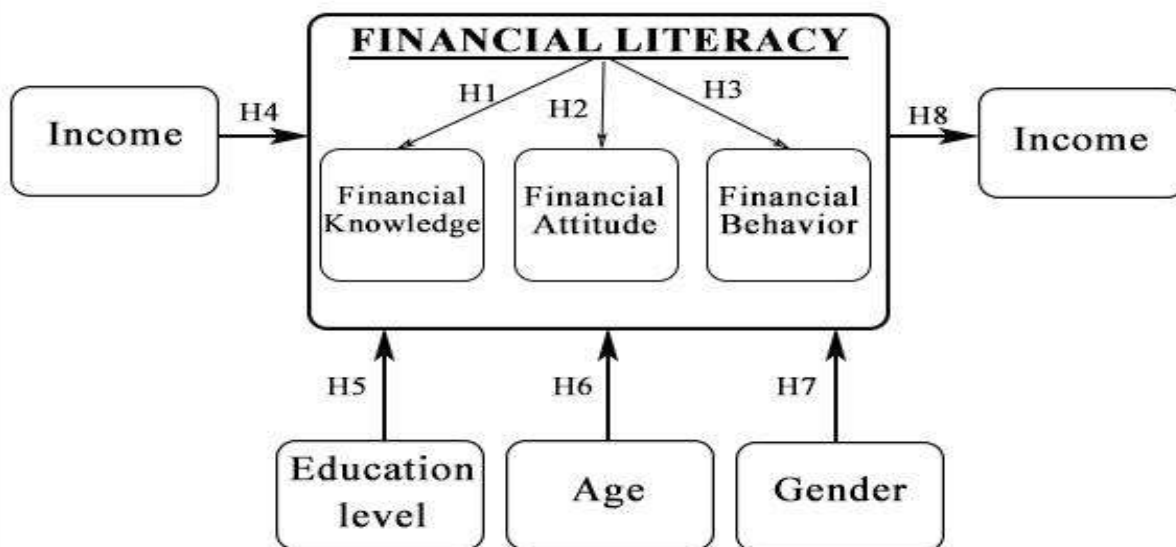 FINANCIAL LITERACY
H1
H2
H3
Income
H4
H8
Income
Financial
Knowledge
Financial
Attitude
Financial
Behavior
H5
H6
H7
Education
level
Age
Gender